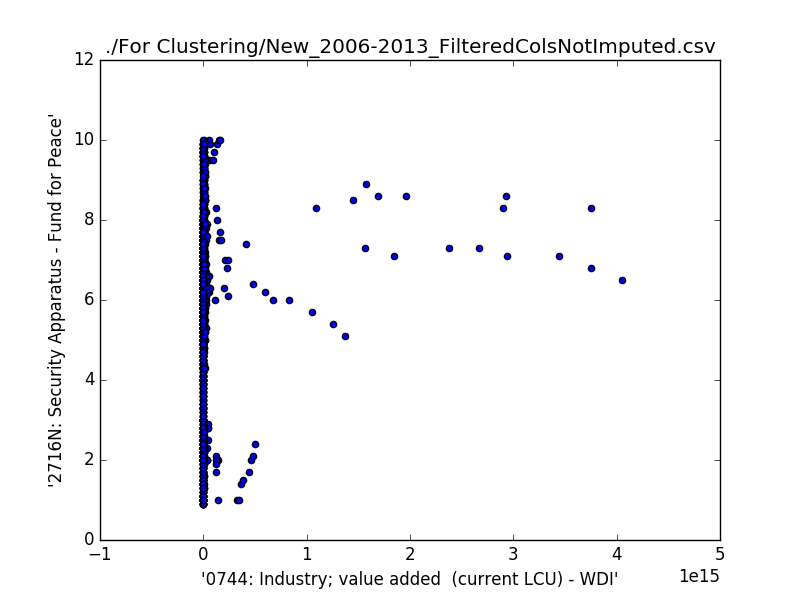 ./For Clustering/New_2006-2013_FilteredColsNotImputed.csv
12
10
8
6
4
2
0
'2716N: Security Apparatus - Fund for Peace'
−1 0 1 2 3 4 5
1e15
'0744: Industry; value added  (current LCU) - WDI'